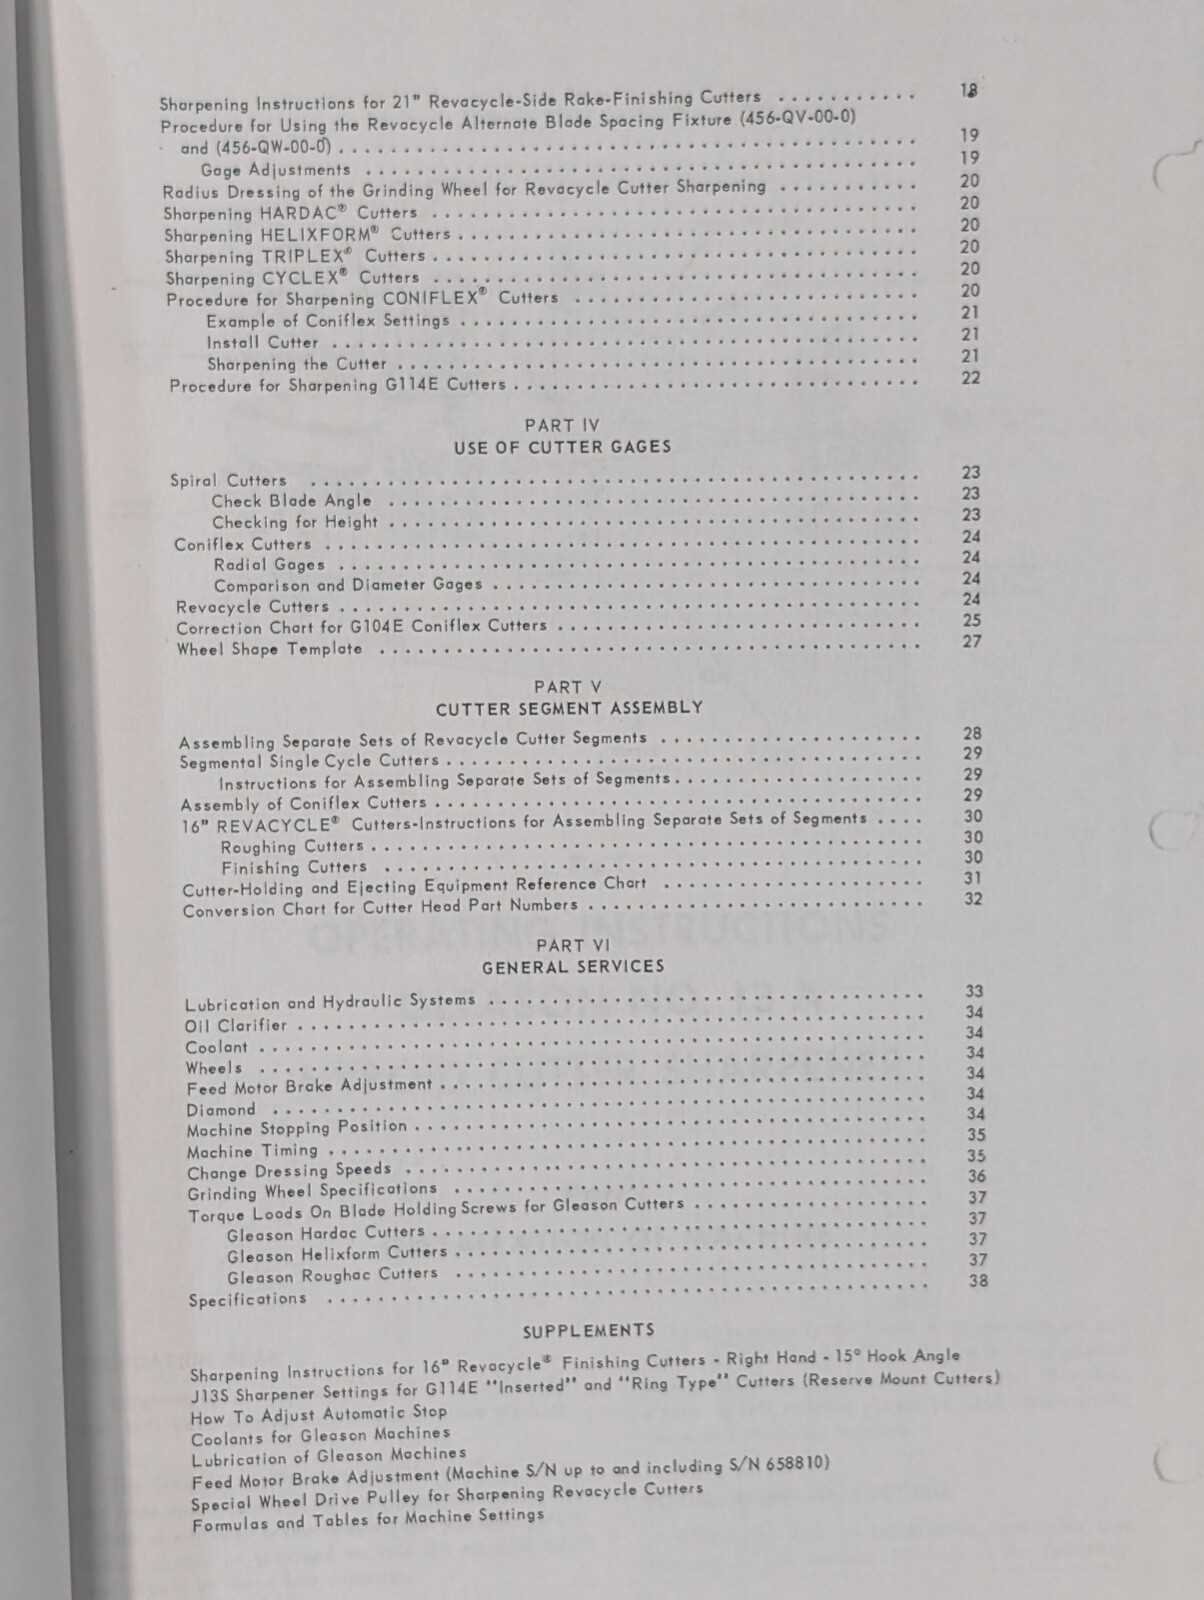 Sharpening Instructions for 21" Revacycle-Side Rake-Finishing Cutters . . . . . . . . . . . 18
Procedure for Using the Revacycle Alternate Blade Spacing Fixture (456-QV-00-0)
and (456-QW-00-0) . . . . . . . . . . 19
Gage Adjustments . . . . . . . . . . 19
Radius Dressing of the Grinding Wheel for Revacycle Cutter Sharpening . . . . . . . . . . 20
Sharpening HARDAC® Cutters . . . . . . . . . . 20
Sharpening HELIXFORM® Cutters . . . . . . . . . . 20
Sharpening TRIPLEX® Cutters . . . . . . . . . . 20
Sharpening CYCLEX® Cutters . . . . . . . . . . 20
Procedure for Sharpening CONIFLEX® Cutters . . . . . . . . . . 20
Example of Coniflex Settings . . . . . . . . . . 21
Install Cutter . . . . . . . . . . 21
Sharpening the Cutter . . . . . . . . . . 21
Procedure for Sharpening G114E Cutters . . . . . . . . . . 22
PART IV
USE OF CUTTER GAGES
Spiral Cutters . . . . . . . . . . 23
Check Blade Angle . . . . . . . . . . 23
Checking for Height . . . . . . . . . . 23
Coniflex Cutters . . . . . . . . . . 24
Radial Gages . . . . . . . . . . 24
Comparison and Diameter Gages . . . . . . . . . . 24
Revacycle Cutters . . . . . . . . . . 24
Correction Chart for G104E Coniflex Cutters . . . . . . . . . . 25
Wheel Shape Template . . . . . . . . . . 27
PART V
CUTTER SEGMENT ASSEMBLY
Assembling Separate Sets of Revacycle Cutter Segments . . . . . . . . . . 28
Segmental Single Cycle Cutters . . . . . . . . . . 29
Instructions for Assembling Separate Sets of Segments . . . . . . . . . . 29
Assembly of Coniflex Cutters . . . . . . . . . . 29
16" REVACYCLE® Cutters-Instructions for Assembling Separate Sets of Segments . . . . 30
Roughing Cutters . . . . . . . . . . 30
Finishing Cutters . . . . . . . . . . 30
Cutter-Holding and Ejecting Equipment Reference Chart . . . . . . . . . . 31
Conversion Chart for Cutter Head Part Numbers . . . . . . . . . . 32
PART VI
GENERAL SERVICES
Lubrication and Hydraulic Systems . . . . . . . . . . 33
Oil Clarifier . . . . . . . . . . 34
Coolant . . . . . . . . . . 34
Wheels . . . . . . . . . . 34
Feed Motor Brake Adjustment . . . . . . . . . . 34
Diamond . . . . . . . . . . 34
Machine Stopping Position . . . . . . . . . . 34
Machine Timing . . . . . . . . . . 35
Change Dressing Speeds . . . . . . . . . . 35
Grinding Wheel Specifications . . . . . . . . . . 36
Torque Loads On Blade Holding Screws for Gleason Cutters . . . . . . . . . . 37
Gleason Hardac Cutters . . . . . . . . . . 37
Gleason Helixform Cutters . . . . . . . . . . 37
Gleason Roughac Cutters . . . . . . . . . . 37
Specifications . . . . . . . . . . 38
SUPPLEMENTS
Sharpening Instructions for 16" Revacycle® Finishing Cutters - Right Hand - 15° Hook Angle
J13S Sharpener Settings for G114E "Inserted" and "Ring Type" Cutters (Reserve Mount Cutters)
How To Adjust Automatic Stop
Coolants for Gleason Machines
Lubrication of Gleason Machines
Feed Motor Brake Adjustment (Machine S/N up to and including S/N 658810)
Special Wheel Drive Pulley for Sharpening Revacycle Cutters
Formulas and Tables for Machine Settings